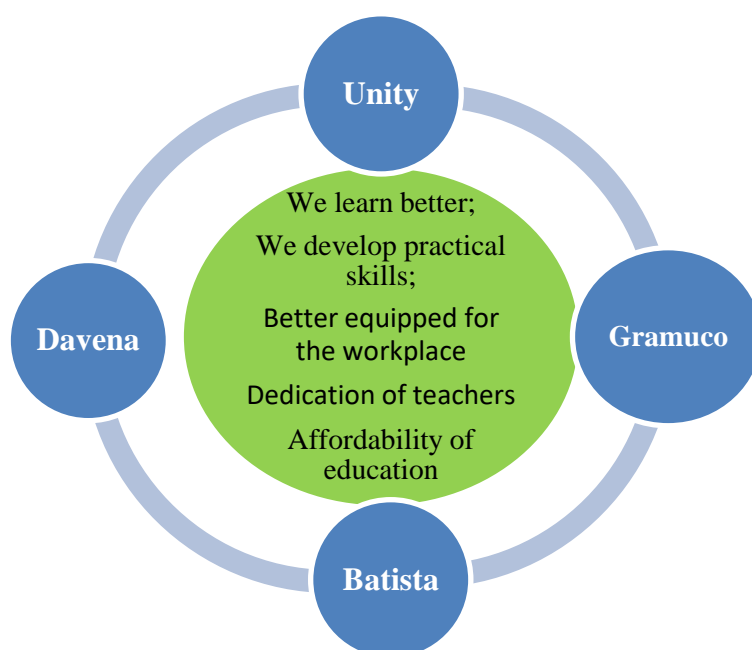 Unity
We learn better;
We develop practical
skills;
Better equipped for
the workplace
Dedication of teachers
Affordability of
education
Davena
Gramuco
Batista